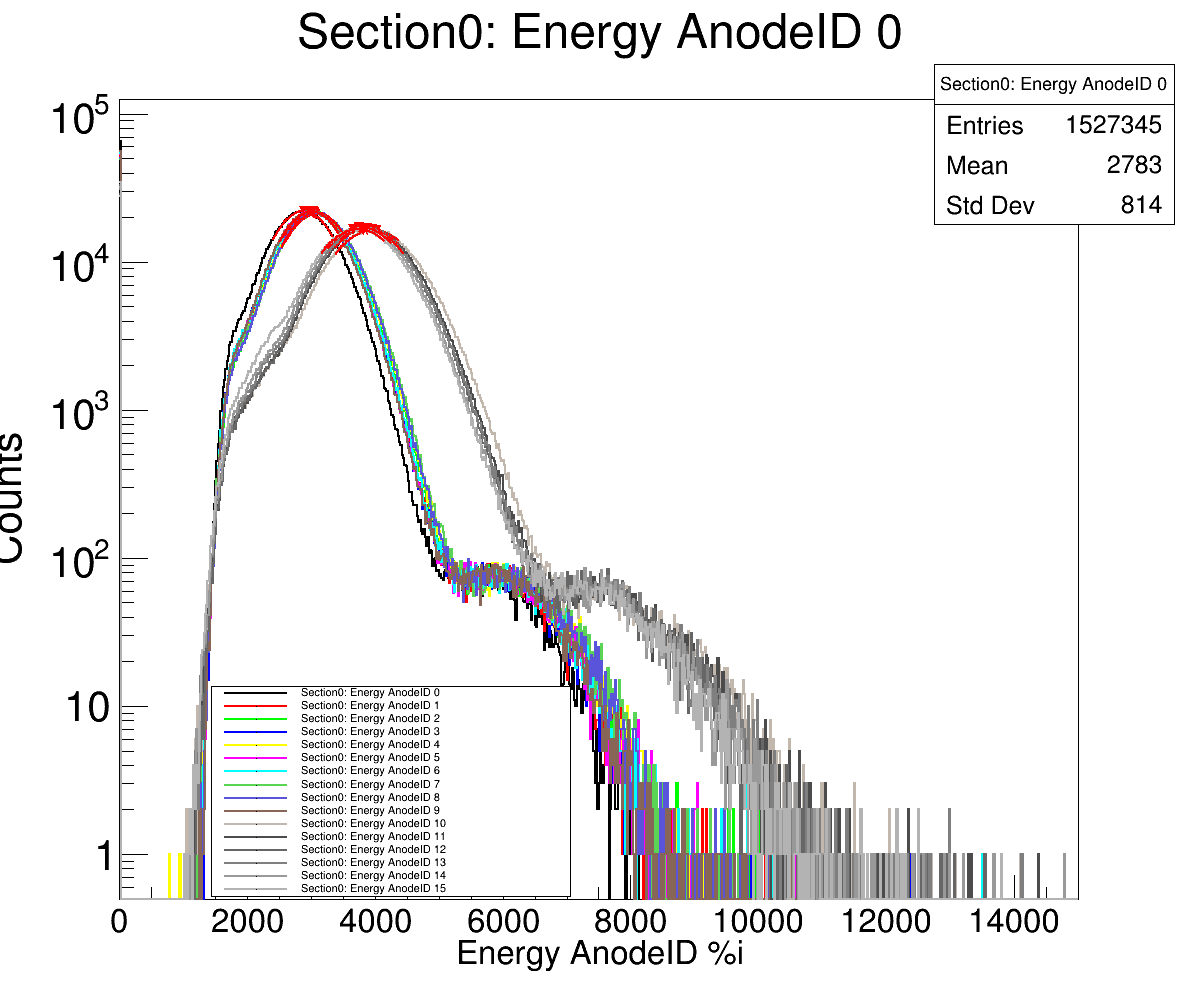 Section0: Energy AnodeID 0
Section0: Energy AnodeID 0
Entries 1527345
Mean 2783
Std Dev 814
10^5
10^4
10^3
10^2
10
1
Counts
Section0: Energy AnodeID 0
Section0: Energy AnodeID 1
Section0: Energy AnodeID 2
Section0: Energy AnodeID 3
Section0: Energy AnodeID 4
Section0: Energy AnodeID 5
Section0: Energy AnodeID 6
Section0: Energy AnodeID 7
Section0: Energy AnodeID 8
Section0: Energy AnodeID 9
Section0: Energy AnodeID 10
Section0: Energy AnodeID 11
Section0: Energy AnodeID 12
Section0: Energy AnodeID 13
Section0: Energy AnodeID 14
Section0: Energy AnodeID 15
0 2000 4000 6000 8000 10000 12000 14000
Energy AnodeID %i